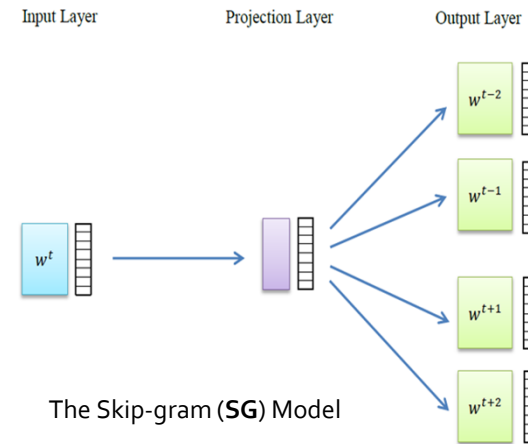 Input Layer Projection Layer Output Layer
w^{t-2}
w^{t-1}
w^t
w^{t+1}
w^{t+2}
The Skip-gram (SG) Model